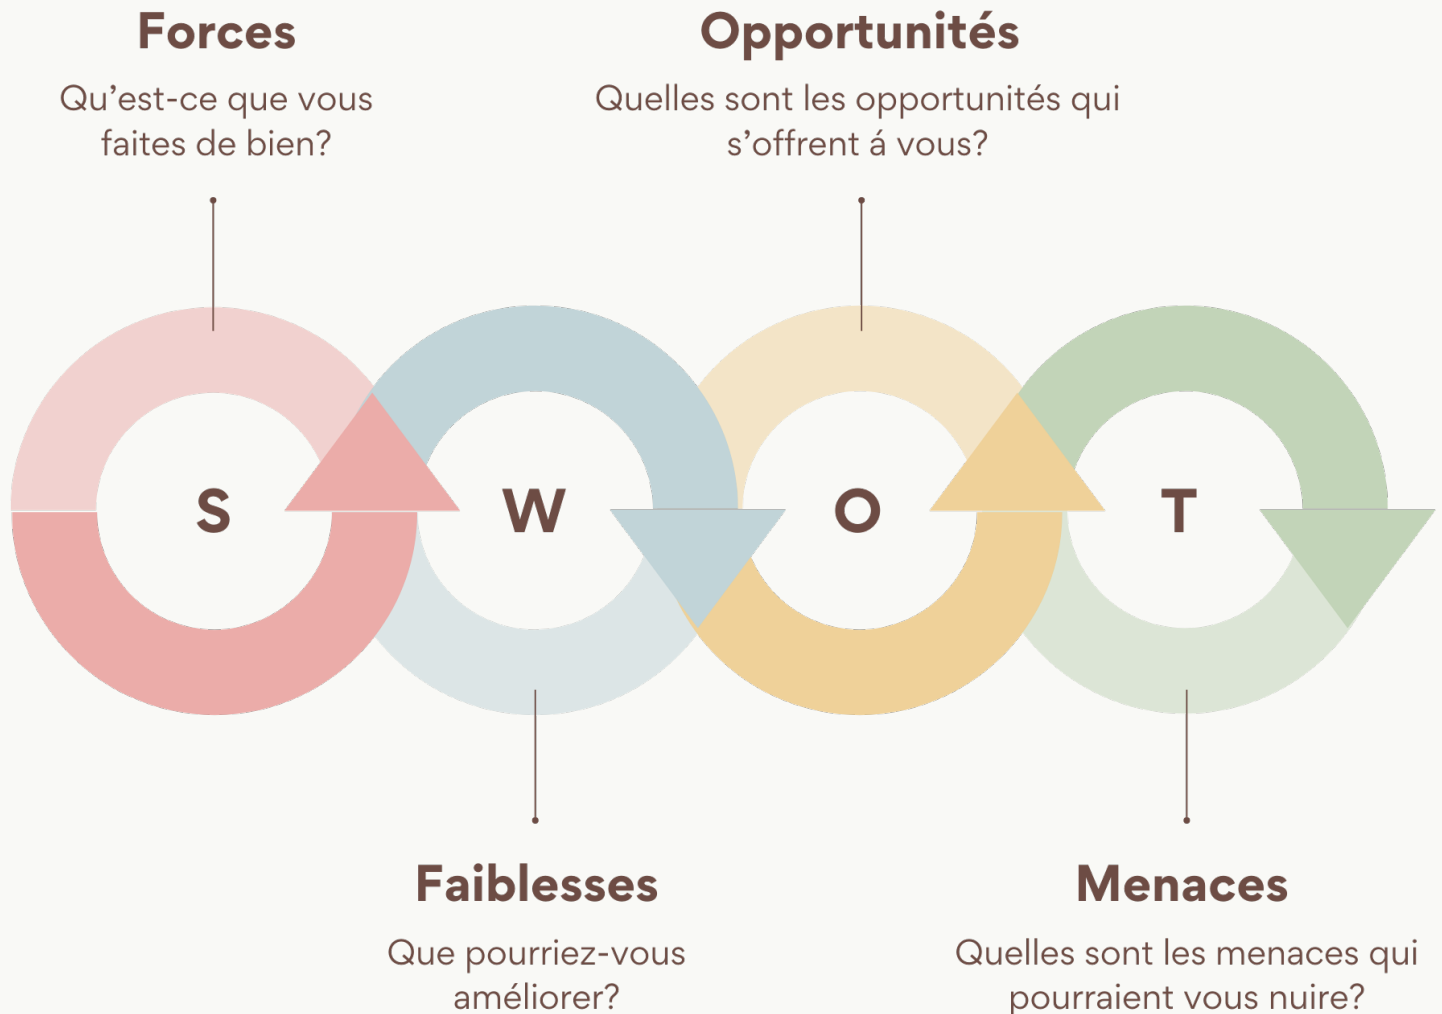 Forces
Qu’est-ce que vous
faites de bien?
Opportunités
Quelles sont les opportunités qui
s’offrent á vous?
S
W
O
T
Faiblesses
Que pourriez-vous
améliorer?
Menaces
Quelles sont les menaces qui
pourraient vous nuire?